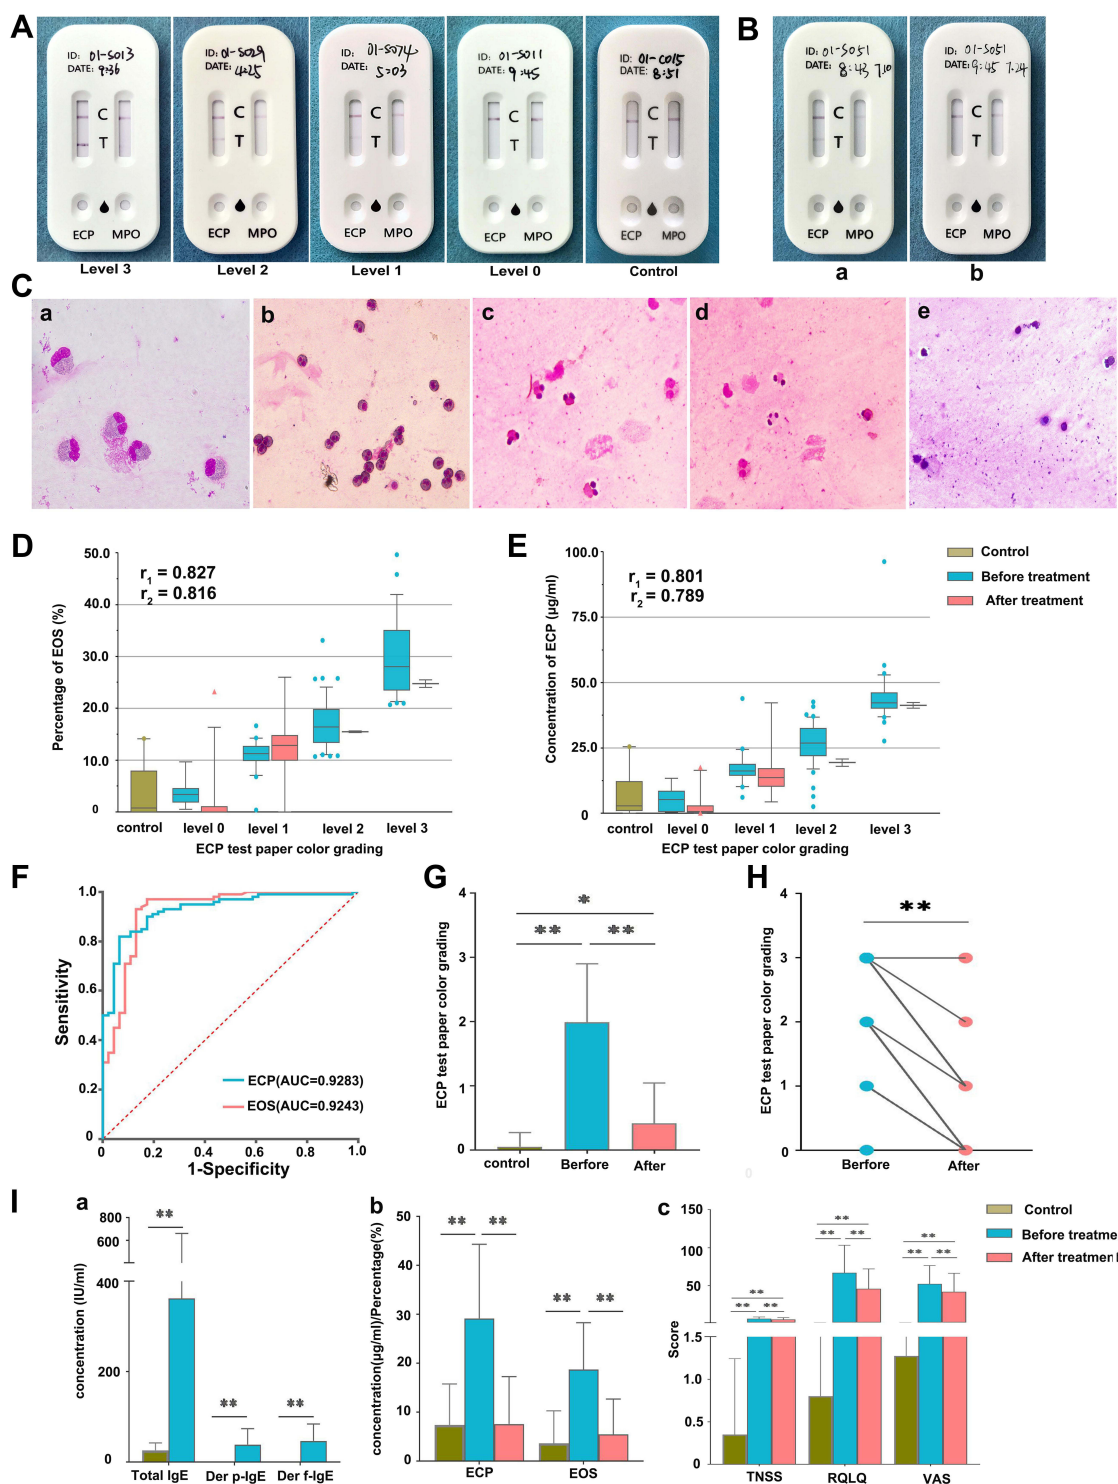 A
ID: 01-S013
DATE: 9:36
C
T
ECP MPO
Level 3
ID: 01-S029
DATE: 4:25
C
T
ECP MPO
Level 2
ID: 01-S074
DATE: 5:03
C
T
ECP MPO
Level 1
ID: 01-S011
DATE: 9:45
C
T
ECP MPO
Level 0
ID: 01-C015
DATE: 8:51
C
T
ECP MPO
Control
B
ID: 01-S051
DATE: 8:43 7.10
C
T
ECP MPO
a
ID: 01-S051
DATE: 9:45 7.24
C
T
ECP MPO
b
C
a
b
c
d
e
D
r1 = 0.827
r2 = 0.816
Percentage of EOS (%)
50.0
40.0
30.0
20.0
10.0
0
control level 0 level 1 level 2 level 3
ECP test paper color grading
E
r1 = 0.801
r2 = 0.789
Concentration of ECP (μg/ml)
100.0
75.0
50.0
25.0
0
control level 0 level 1 level 2 level 3
ECP test paper color grading
Control
Before treatment
After treatment
F
Sensitivity
1.0
0.8
0.6
0.4
0.2
0
ECP(AUC=0.9283)
EOS(AUC=0.9243)
0.2 0.4 0.6 0.8 1.0
1-Specificity
G
ECP test paper color grading
4
3
2
1
0
*
** **
control Berfore After
H
ECP test paper color grading
4
3
2
1
0
**
Berfore After
0
I
a
concentration (IU/ml)
800
600
400
200
0
**
** **
Total IgE Der p-IgE Der f-IgE
b
concentration(μg/ml)/Percentage(%)
50
40
30
20
10
0
** **
** **
ECP EOS
c
Score
150
100
50
1.5
1.0
0.5
0
**
** **
**
** **
**
** **
TNSS RQLQ VAS
Control
Before treatme
After treatment